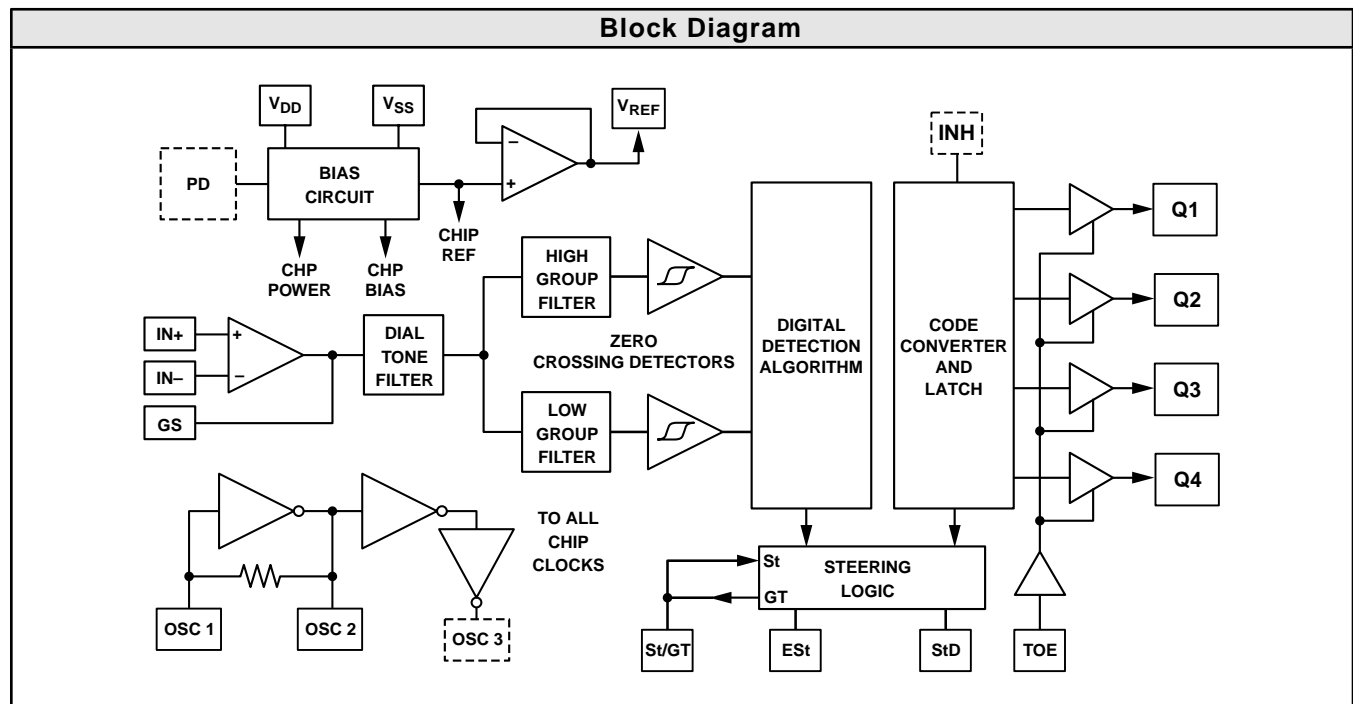 Block Diagram
VDD
VSS
VREF
INH
PD
BIAS
CIRCUIT
−
+
CHIP
REF
CHP
POWER
CHP
BIAS
Q1
HIGH
GROUP
FILTER
Q2
IN+
+
DIAL
TONE
FILTER
ZERO
CROSSING DETECTORS
DIGITAL
DETECTION
ALGORITHM
CODE
CONVERTER
AND
LATCH
IN–
−
GS
Q3
LOW
GROUP
FILTER
Q4
TO ALL
CHIP
CLOCKS
St
GT
STEERING
LOGIC
OSC 1
OSC 2
OSC 3
St/GT
ESt
StD
TOE